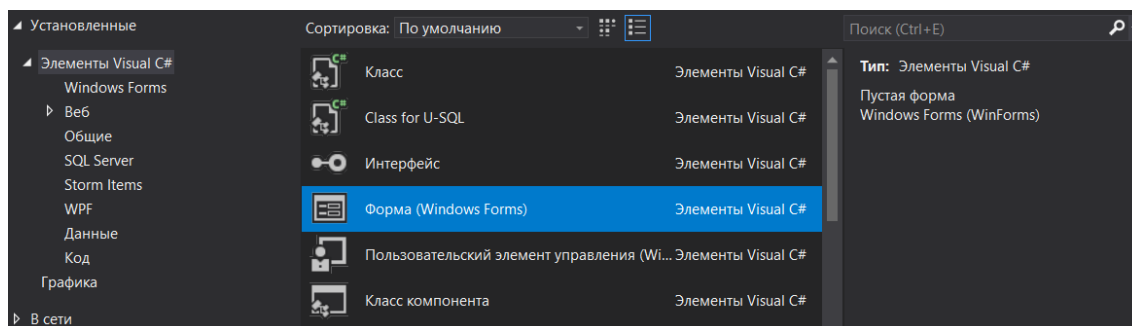 Установленные
Элементы Visual C#
Windows Forms
Веб
Общие
SQL Server
Storm Items
WPF
Данные
Код
Графика
В сети
Сортировка: По умолчанию
Класс Элементы Visual C#
Class for U-SQL Элементы Visual C#
Интерфейс Элементы Visual C#
Форма (Windows Forms) Элементы Visual C#
Пользовательский элемент управления (Wi... Элементы Visual C#
Класс компонента Элементы Visual C#
Поиск (Ctrl+E)
Тип: Элементы Visual C#
Пустая форма
Windows Forms (WinForms)